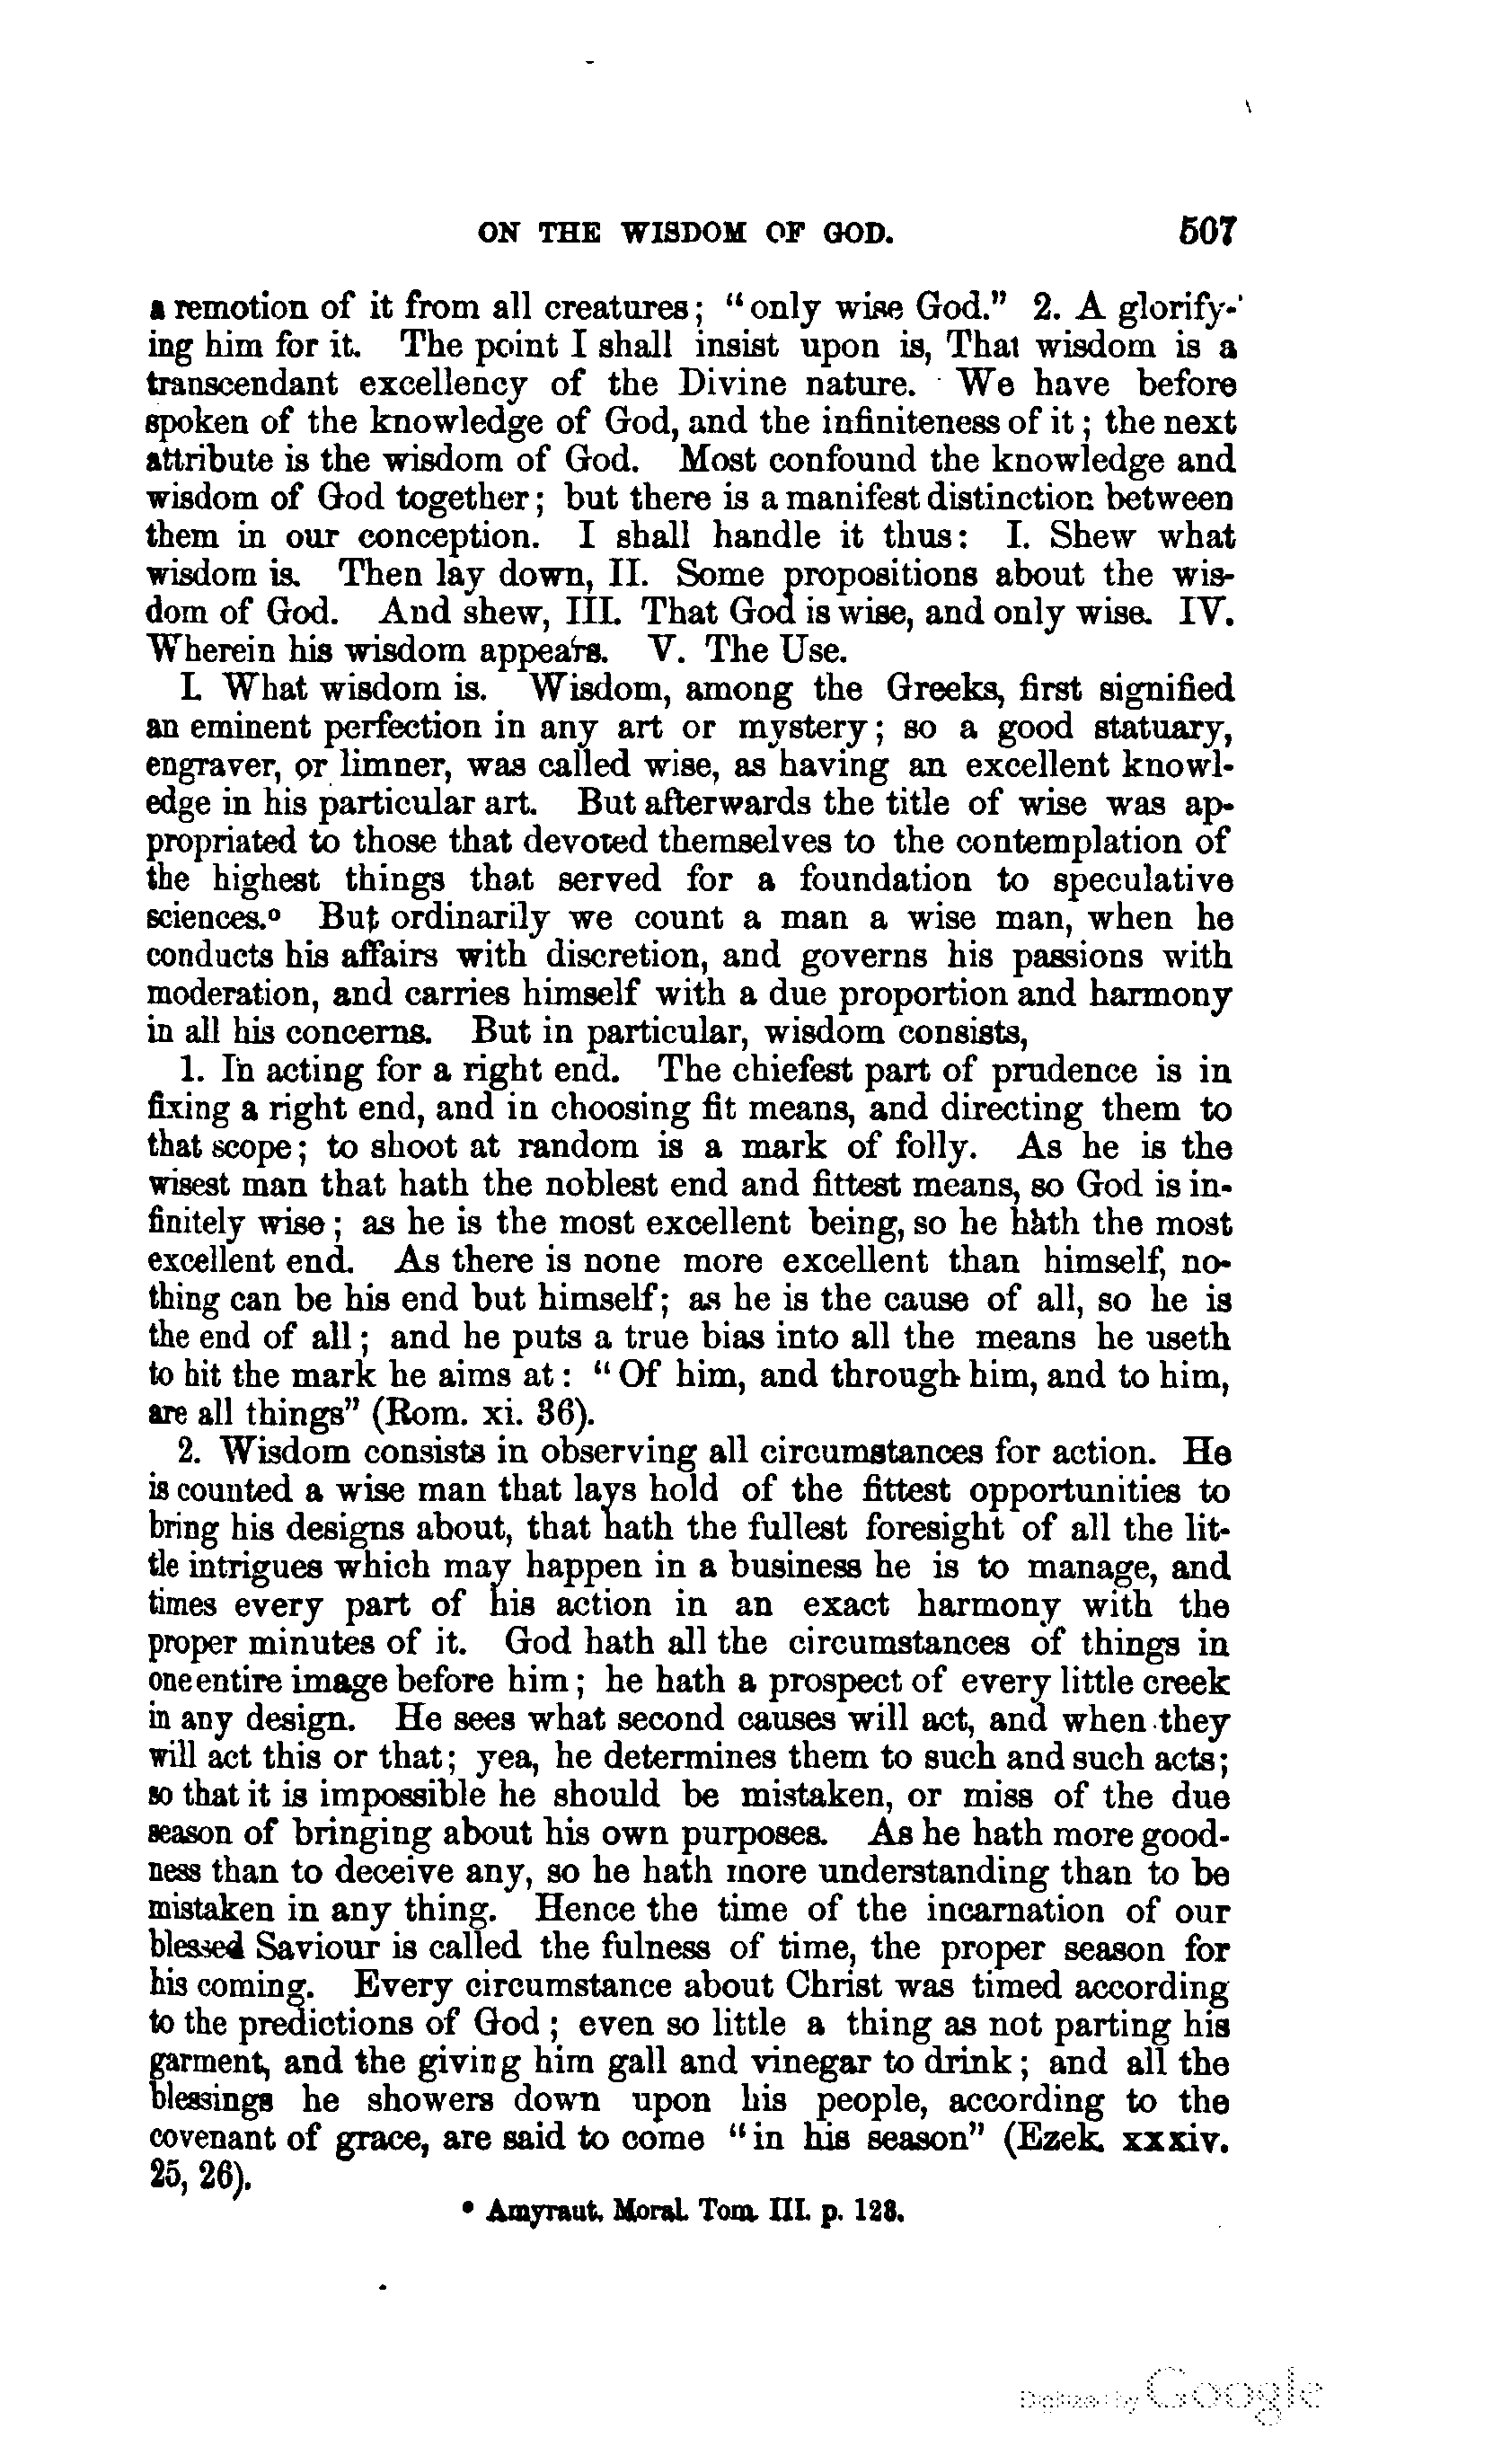 ON THE WISDOM OF GOD. 507
a remotion of it from all creatures; "only wise God." 2. A glorify-
ing him for it. The point I shall insist upon is, That wisdom is a
transcendant excellency of the Divine nature. We have before
spoken of the knowledge of God, and the infiniteness of it; the next
attribute is the wisdom of God. Most confound the knowledge and
wisdom of God together; but there is a manifest distinction between
them in our conception. I shall handle it thus: I. Shew what
wisdom is. Then lay down, II. Some propositions about the wis-
dom of God. And shew, III. That God is wise, and only wise. IV.
Wherein his wisdom appears. V. The Use.
I. What wisdom is. Wisdom, among the Greeks, first signified
an eminent perfection in any art or mystery; so a good statuary,
engraver, or limner, was called wise, as having an excellent knowl-
edge in his particular art. But afterwards the title of wise was ap-
propriated to those that devoted themselves to the contemplation of
the highest things that served for a foundation to speculative
sciences.º But ordinarily we count a man a wise man, when he
conducts his affairs with discretion, and governs his passions with
moderation, and carries himself with a due proportion and harmony
in all his concerns. But in particular, wisdom consists,
1. In acting for a right end. The chiefest part of prudence is in
fixing a right end, and in choosing fit means, and directing them to
that scope; to shoot at random is a mark of folly. As he is the
wisest man that hath the noblest end and fittest means, so God is in-
finitely wise; as he is the most excellent being, so he hath the most
excellent end. As there is none more excellent than himself, no-
thing can be his end but himself; as he is the cause of all, so he is
the end of all; and he puts a true bias into all the means he useth
to hit the mark he aims at: "Of him, and through him, and to him,
are all things" (Rom. xi. 36).
2. Wisdom consists in observing all circumstances for action. He
is counted a wise man that lays hold of the fittest opportunities to
bring his designs about, that hath the fullest foresight of all the lit-
tle intrigues which may happen in a business he is to manage, and
times every part of his action in an exact harmony with the
proper minutes of it. God hath all the circumstances of things in
one entire image before him; he hath a prospect of every little creek
in any design. He sees what second causes will act, and when they
will act this or that; yea, he determines them to such and such acts;
so that it is impossible he should be mistaken, or miss of the due
season of bringing about his own purposes. As he hath more good-
ness than to deceive any, so he hath more understanding than to be
mistaken in any thing. Hence the time of the incarnation of our
blessed Saviour is called the fulness of time, the proper season for
his coming. Every circumstance about Christ was timed according
to the predictions of God; even so little a thing as not parting his
garment, and the giving him gall and vinegar to drink; and all the
blessings he showers down upon his people, according to the
covenant of grace, are said to come "in his season" (Ezek. xxxiv.
25, 26).
• Amyraut, Moral. Tom. III. p. 123.
Digitized by Google